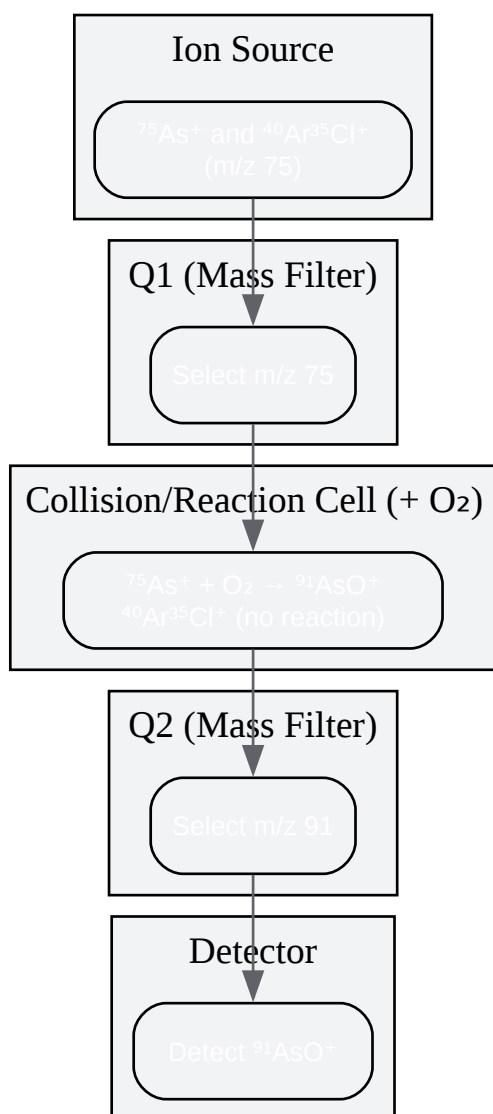 Ion Source
⁷⁵As⁺ and ⁴⁰Ar³⁵Cl⁺
(m/z 75)
Q1 (Mass Filter)
Select m/z 75
Collision/Reaction Cell (+ O₂)
⁷⁵As⁺ + O₂ → ⁹¹AsO⁺
⁴⁰Ar³⁵Cl⁺ (no reaction)
Q2 (Mass Filter)
Select m/z 91
Detector
Detect ⁹¹AsO⁺